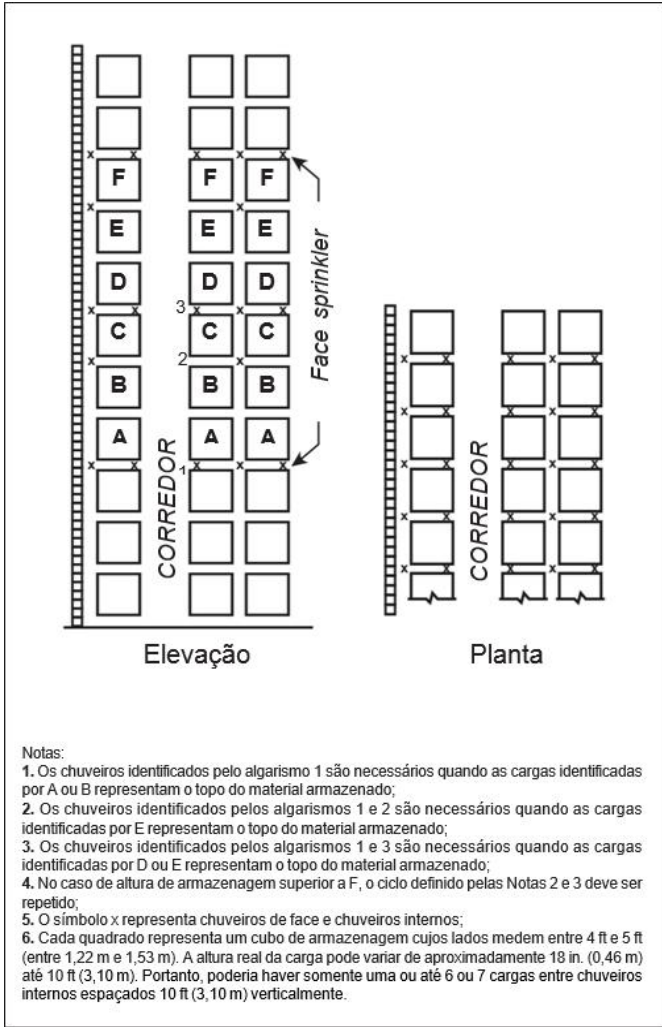 F F F
E E E
D D D
3
C C C
2
B B B
A A A
1
CORREDOR
Face sprinkler
CORREDOR
Elevação
Planta
Notas:
1. Os chuveiros identificados pelo algarismo 1 são necessários quando as cargas identificadas
por A ou B representam o topo do material armazenado;
2. Os chuveiros identificados pelos algarismos 1 e 2 são necessários quando as cargas
identificadas por E representam o topo do material armazenado;
3. Os chuveiros identificados pelos algarismos 1 e 3 são necessários quando as cargas
identificadas por D ou E representam o topo do material armazenado;
4. No caso de altura de armazenagem superior a F, o ciclo definido pelas Notas 2 e 3 deve ser
repetido;
5. O símbolo x representa chuveiros de face e chuveiros internos;
6. Cada quadrado representa um cubo de armazenagem cujos lados medem entre 4 ft e 5 ft
(entre 1,22 m e 1,53 m). A altura real da carga pode variar de aproximadamente 18 in. (0,46 m)
até 10 ft (3,10 m). Portanto, poderia haver somente uma ou até 6 ou 7 cargas entre chuveiros
internos espaçados 10 ft (3,10 m) verticalmente.